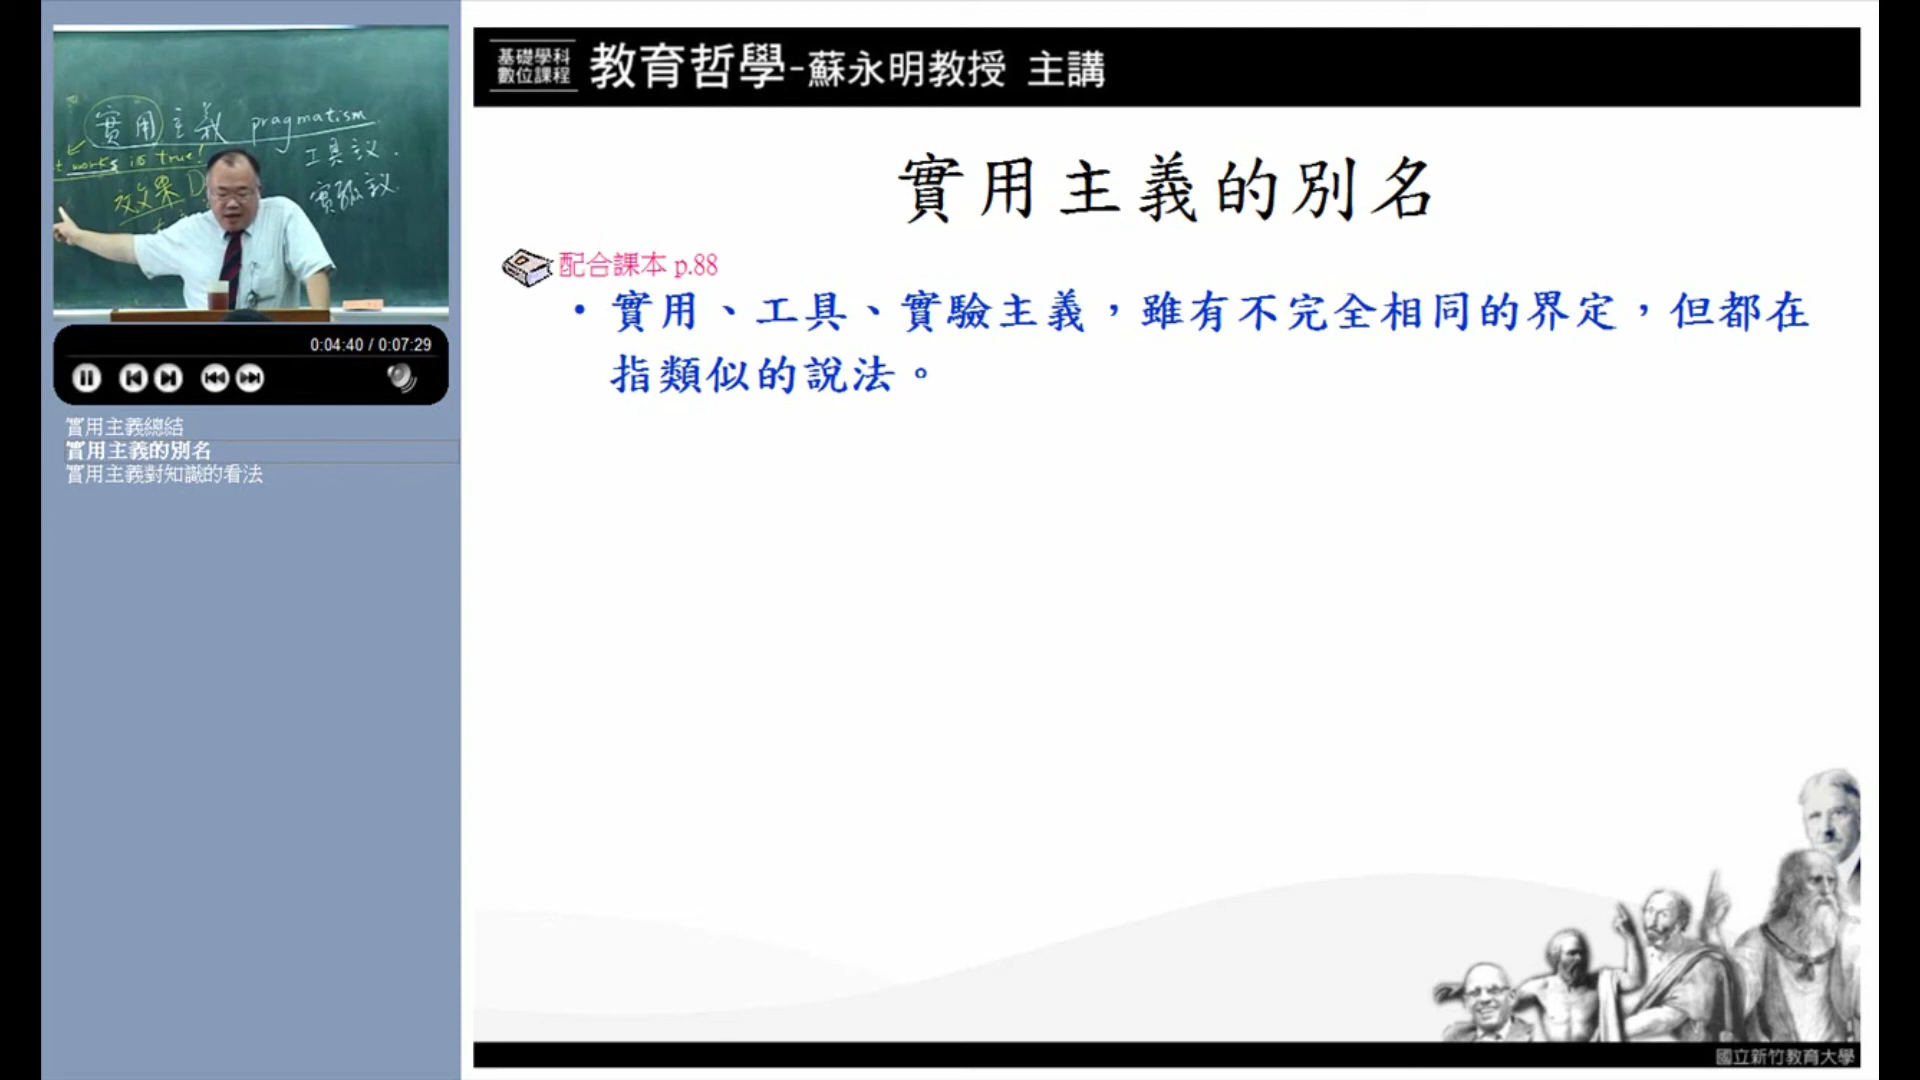 實用主義 pragmatism
工具主义.
works is true!
實驗主义.
效果
0:04:40 / 0:07:29
實用主義總結
實用主義的別名
實用主義對知識的看法
基礎學科
數位課程
教育哲學-蘇永明教授 主講
實用主義的別名
配合課本 p.88
• 實用、工具、實驗主義，雖有不完全相同的界定，但都在
指類似的說法。
國立新竹教育大學